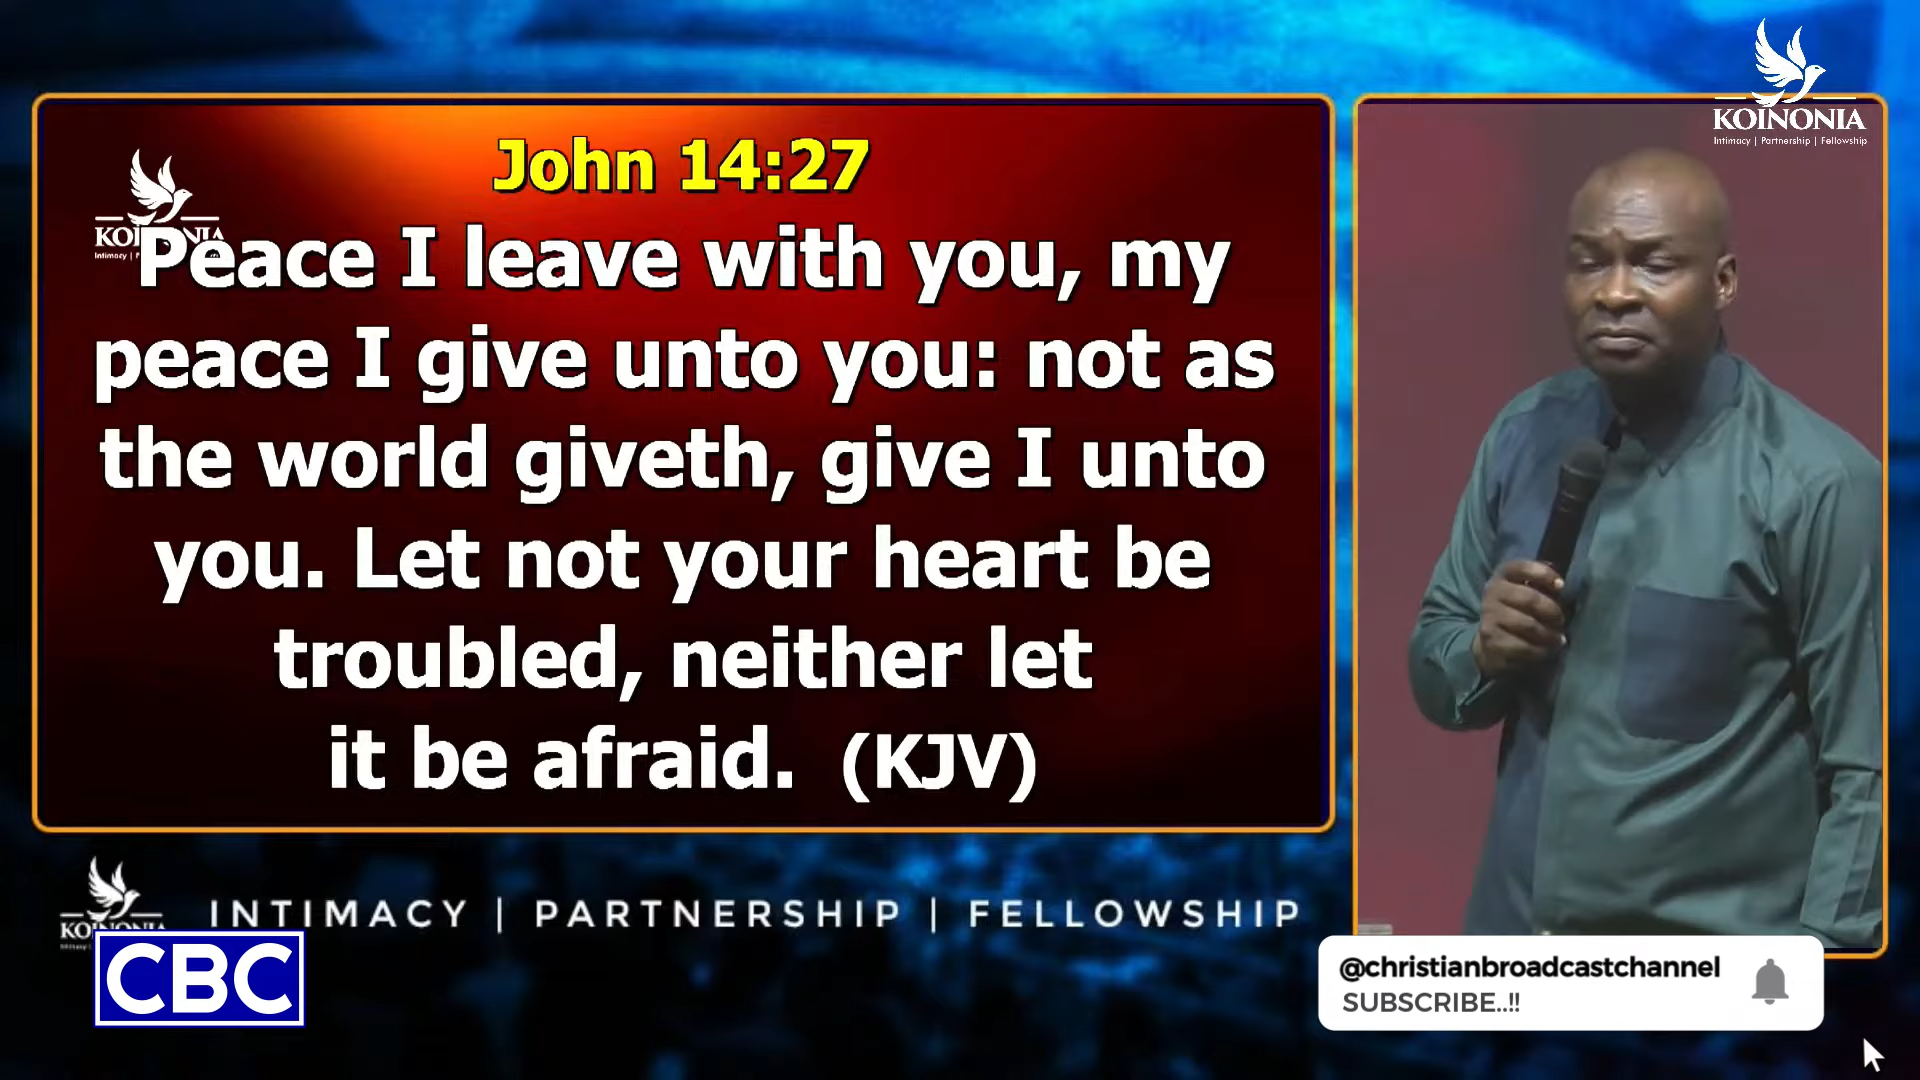 KOINONIA
Intimacy | Partnership | Fellowship
John 14:27
Peace I leave with you, my
peace I give unto you: not as
the world giveth, give I unto
you. Let not your heart be
troubled, neither let
it be afraid. (KJV)
INTIMACY | PARTNERSHIP | FELLOWSHIP
CBC
@christianbroadcastchannel
SUBSCRIBE..!!